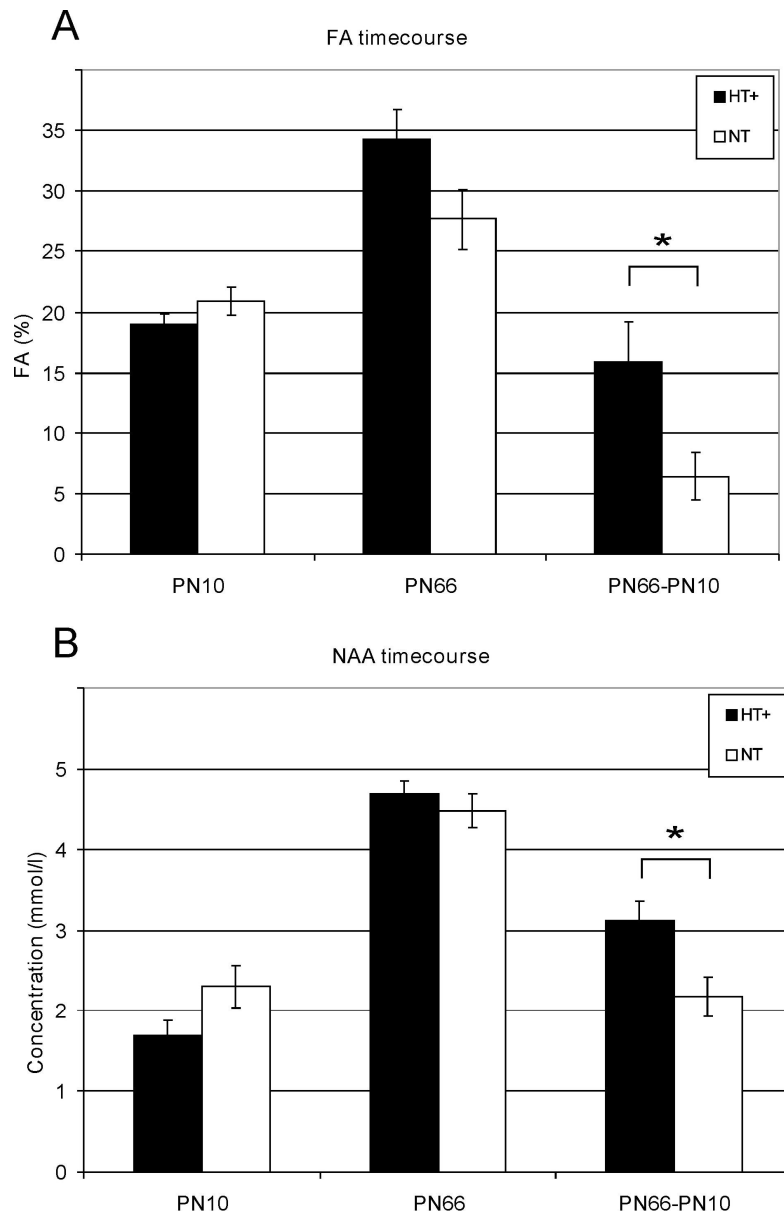 A
FA timecourse
HT+
NT
*
35
30
25
20
15
10
5
0
FA (%)
PN10 PN66 PN66-PN10
B
NAA timecourse
HT+
NT
*
5
4
3
2
1
0
Concentration (mmol/l)
PN10 PN66 PN66-PN10